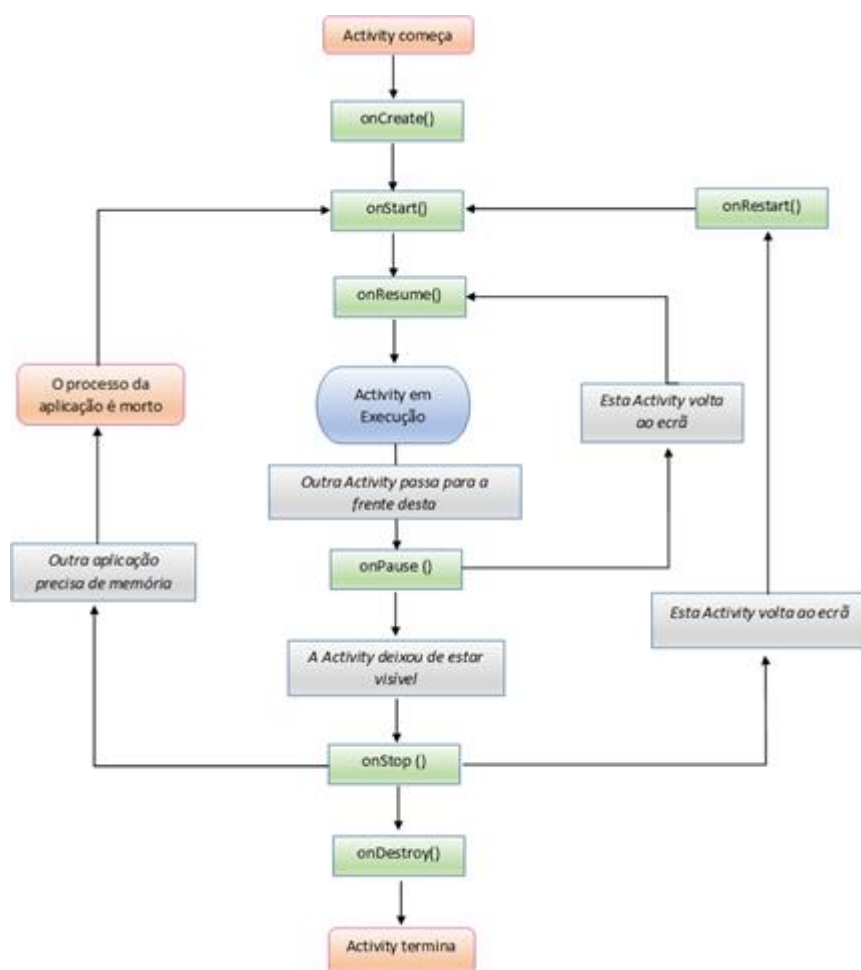 Activity começa
onCreate()
onStart()
onRestart()
onResume()
O processo da
aplicação é morto
Activity em
Execução
Esta Activity volta
ao ecrã
Outra Activity passa para a
frente desta
Outra aplicação
precisa de memória
onPause ()
Esta Activity volta ao ecrã
A Activity deixou de estar
visível
onStop ()
onDestroy()
Activity termina